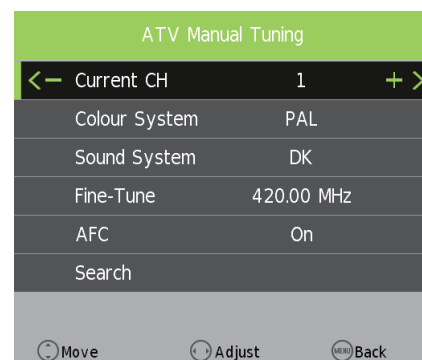 ATV Manual Tuning
Current CH 1
Colour System PAL
Sound System DK
Fine-Tune 420.00 MHz
AFC On
Search
Move Adjust MENU Back